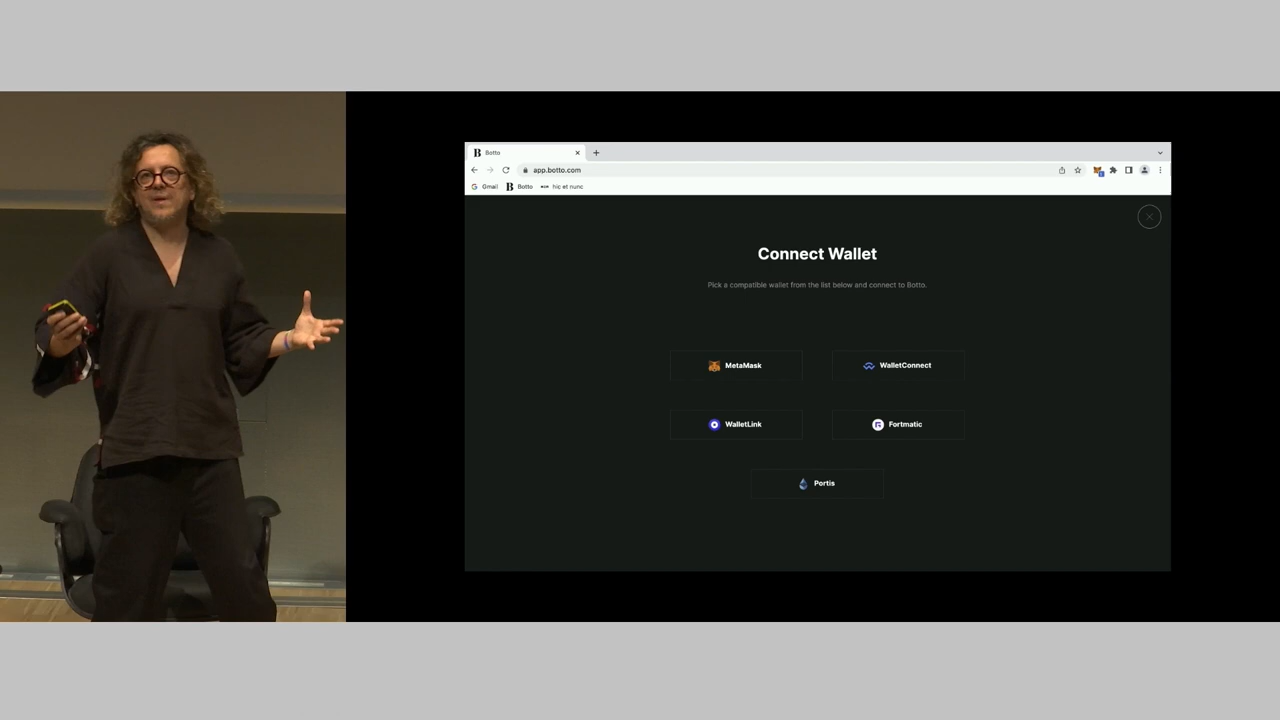 B Botto
app.botto.com
Gmail B Botto hic et nunc
Connect Wallet
Pick a compatible wallet from the list below and connect to Botto.
MetaMask WalletConnect
WalletLink Fortmatic
Portis